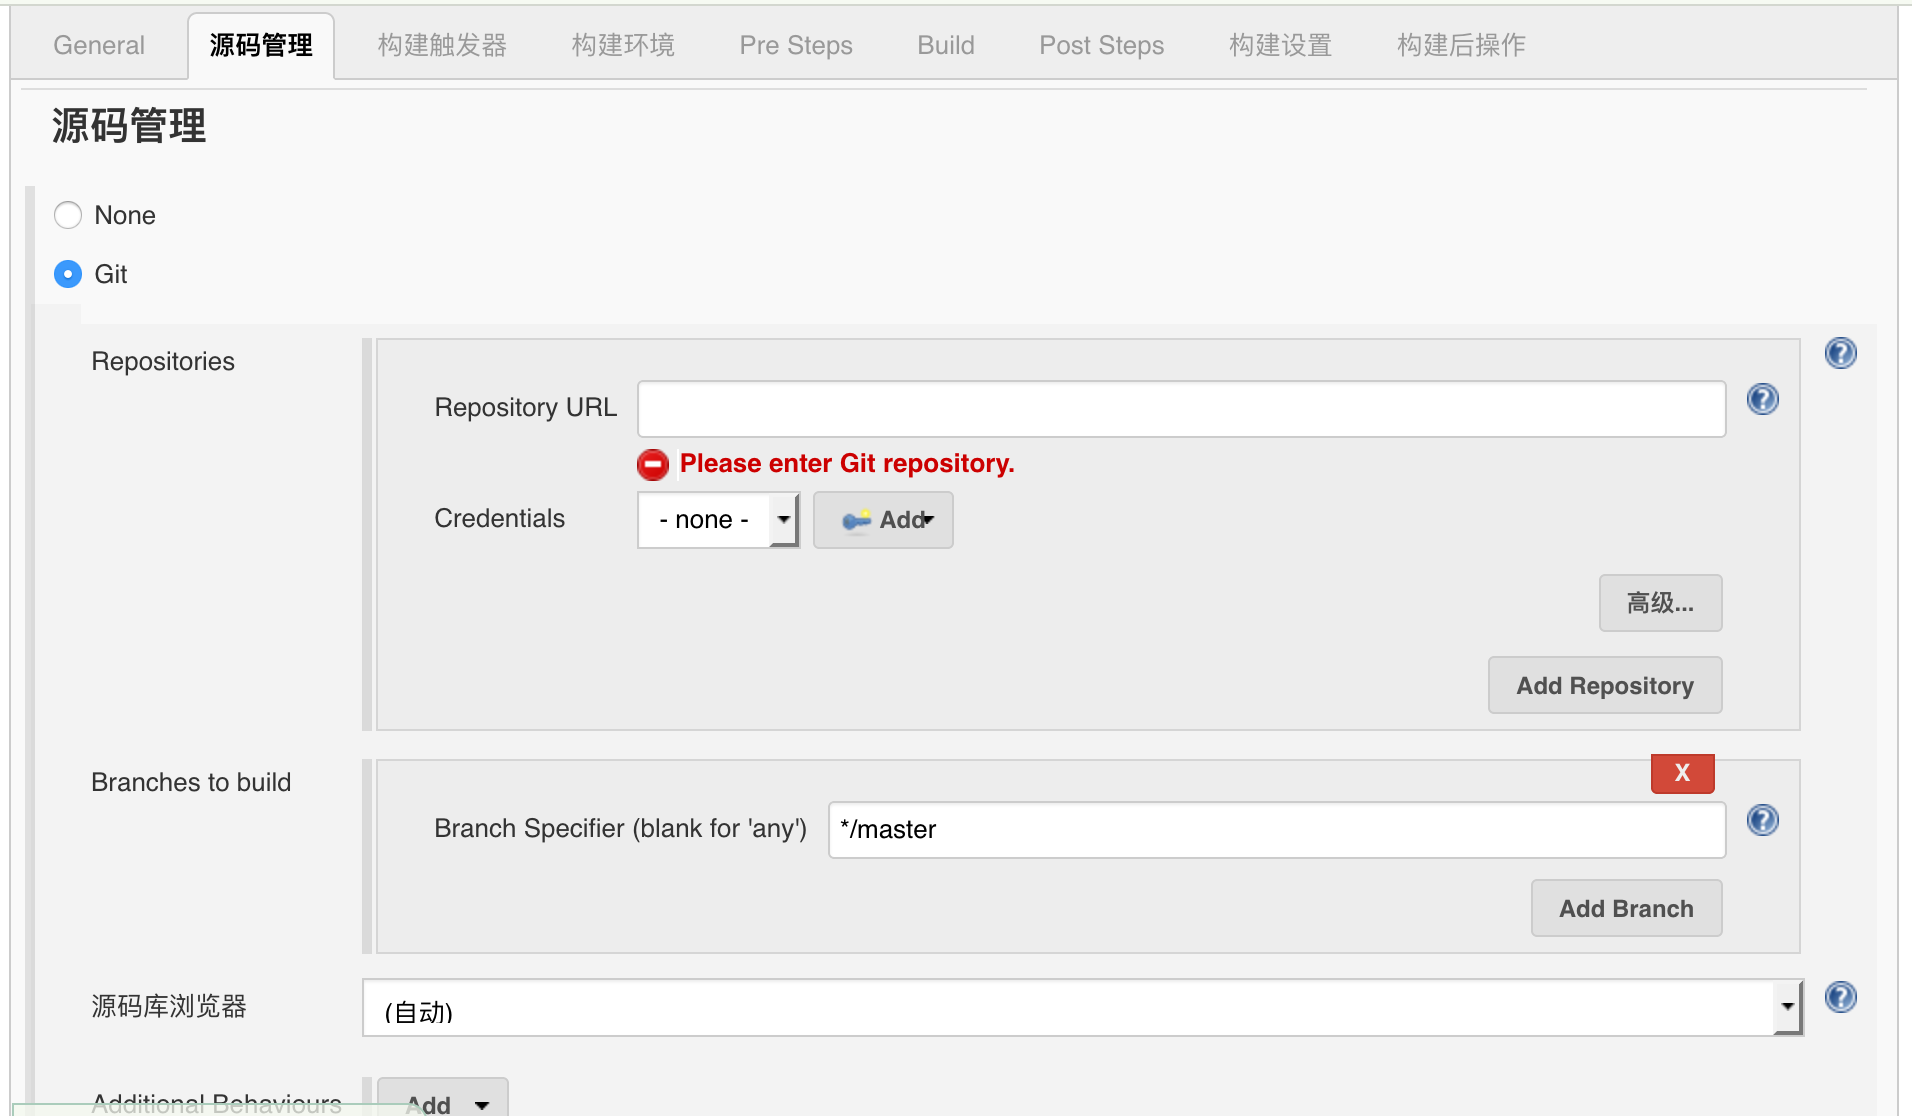 General 源码管理 构建触发器 构建环境 Pre Steps Build Post Steps 构建设置 构建后操作
源码管理
None
Git
Repositories
Repository URL
Please enter Git repository.
Credentials - none - Add
高级...
Add Repository
Branches to build
X
Branch Specifier (blank for 'any') */master
Add Branch
源码库浏览器 (自动)
Additional Behaviours Add